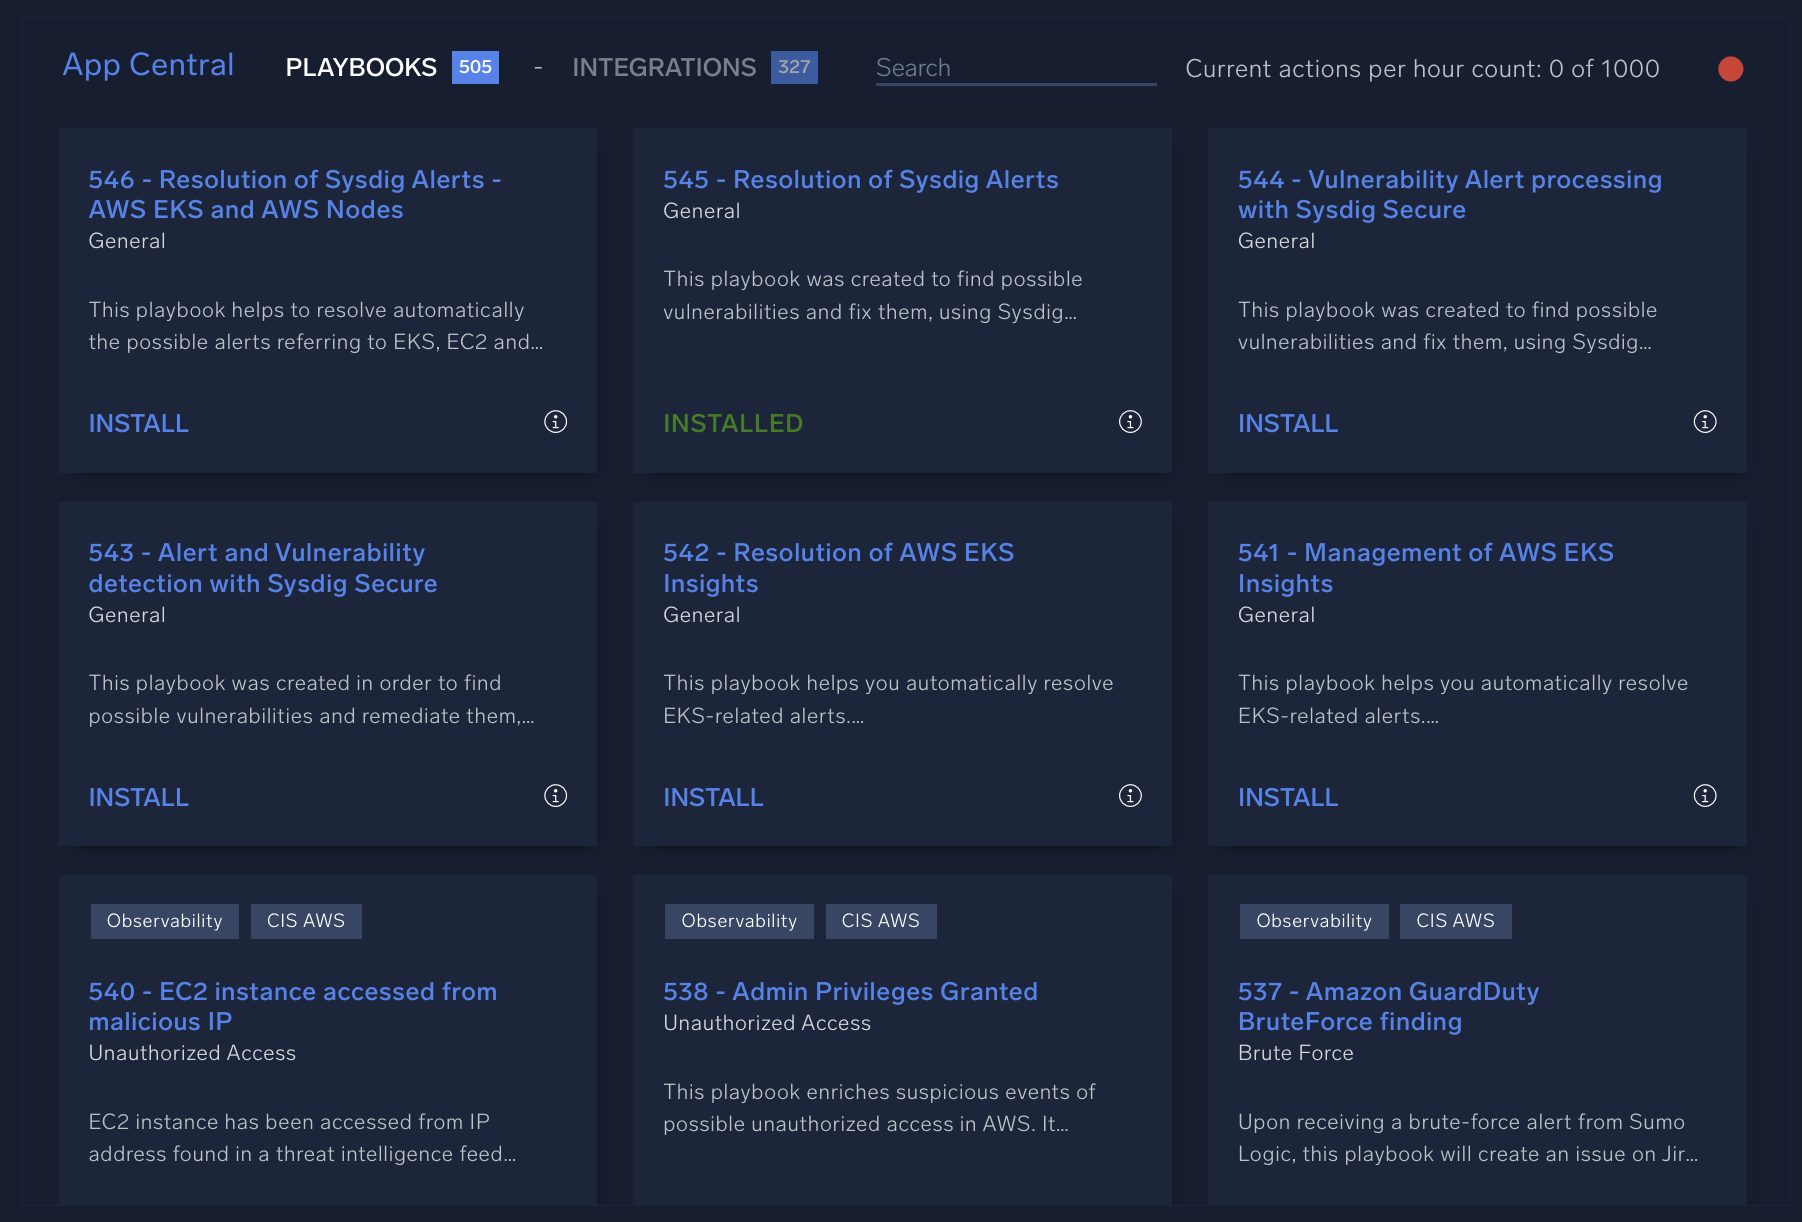 App Central PLAYBOOKS 505 - INTEGRATIONS 327 Search Current actions per hour count: 0 of 1000
546 - Resolution of Sysdig Alerts -
AWS EKS and AWS Nodes
General
This playbook helps to resolve automatically
the possible alerts referring to EKS, EC2 and...
INSTALL
545 - Resolution of Sysdig Alerts
General
This playbook was created to find possible
vulnerabilities and fix them, using Sysdig...
INSTALLED
544 - Vulnerability Alert processing
with Sysdig Secure
General
This playbook was created to find possible
vulnerabilities and fix them, using Sysdig...
INSTALL
543 - Alert and Vulnerability
detection with Sysdig Secure
General
This playbook was created in order to find
possible vulnerabilities and remediate them,...
INSTALL
542 - Resolution of AWS EKS
Insights
General
This playbook helps you automatically resolve
EKS-related alerts....
INSTALL
541 - Management of AWS EKS
Insights
General
This playbook helps you automatically resolve
EKS-related alerts....
INSTALL
Observability CIS AWS
540 - EC2 instance accessed from
malicious IP
Unauthorized Access
EC2 instance has been accessed from IP
address found in a threat intelligence feed...
Observability CIS AWS
538 - Admin Privileges Granted
Unauthorized Access
This playbook enriches suspicious events of
possible unauthorized access in AWS. It...
Observability CIS AWS
537 - Amazon GuardDuty
BruteForce finding
Brute Force
Upon receiving a brute-force alert from Sumo
Logic, this playbook will create an issue on Jir...